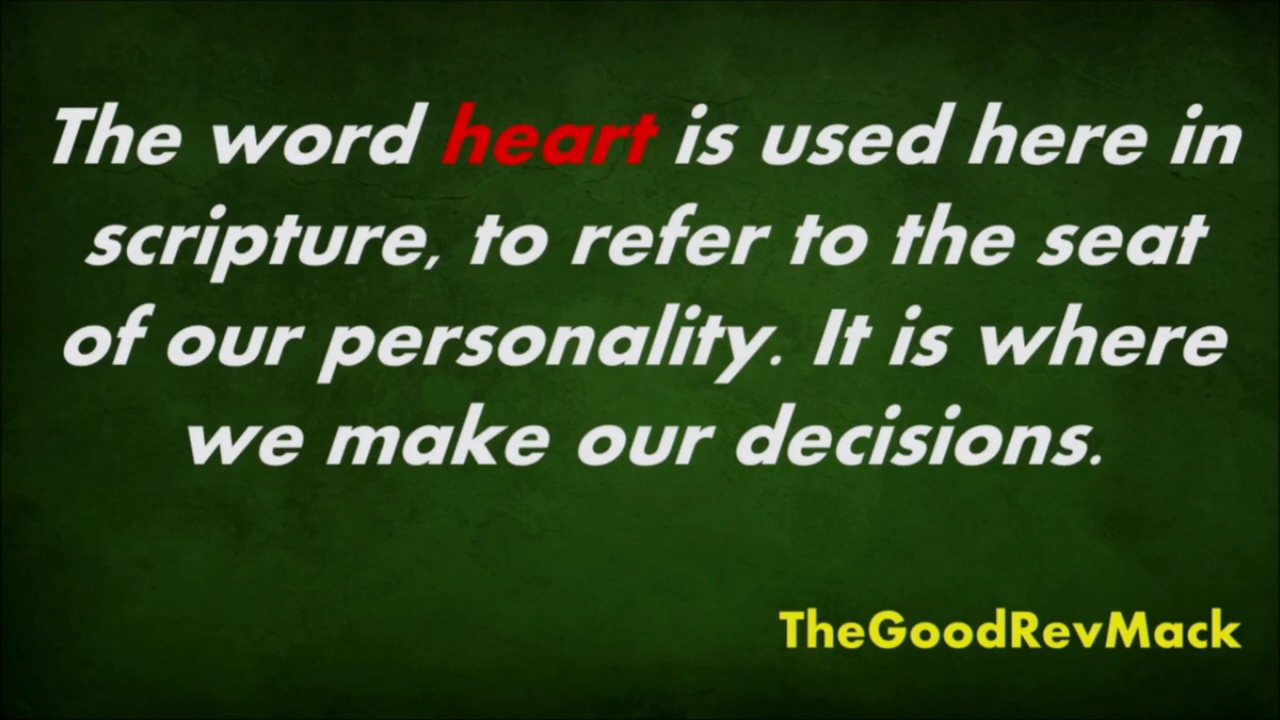 The word heart is used here in
scripture, to refer to the seat
of our personality. It is where
we make our decisions.
TheGoodRevMack